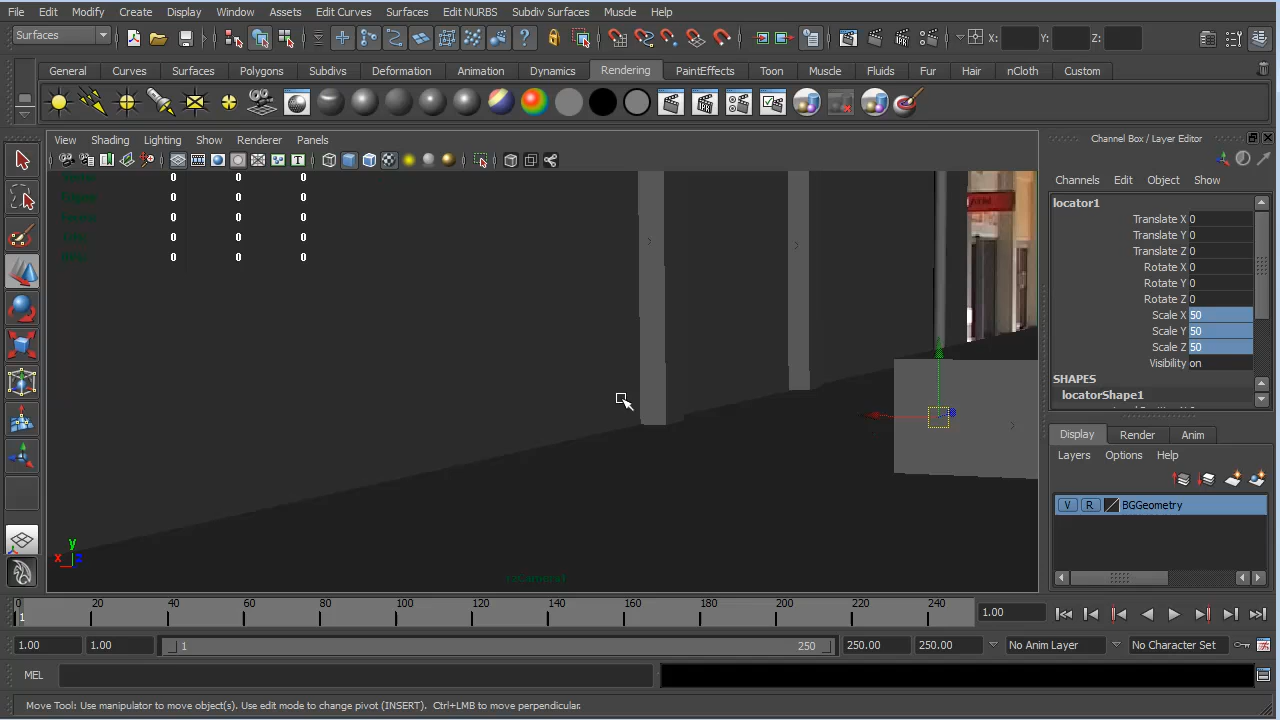 File Edit Modify Create Display Window Assets Edit Curves Surfaces Edit NURBS Subdiv Surfaces Muscle Help
Surfaces X: Y: Z:
General Curves Surfaces Polygons Subdivs Deformation Animation Dynamics Rendering PaintEffects Toon Muscle Fluids Fur Hair nCloth Custom
View Shading Lighting Show Renderer Panels
Channel Box / Layer Editor
Channels Edit Object Show
locator1
Translate X 0
Translate Y 0
Translate Z 0
Rotate X 0
Rotate Y 0
Rotate Z 0
Scale X 50
Scale Y 50
Scale Z 50
Visibility on
SHAPES
locatorShape1
0 0 0
0 0 0
0 0 0
0 0 0
0 0 0
y
x z
Display Render Anim
Layers Options Help
V R BGGeometry
0 20 40 60 80 100 120 140 160 180 200 220 240
1
1.00
1.00 1.00 1 250 250.00 250.00 No Anim Layer No Character Set
MEL
Move Tool: Use manipulator to move object(s). Use edit mode to change pivot (INSERT). Ctrl+LMB to move perpendicular.